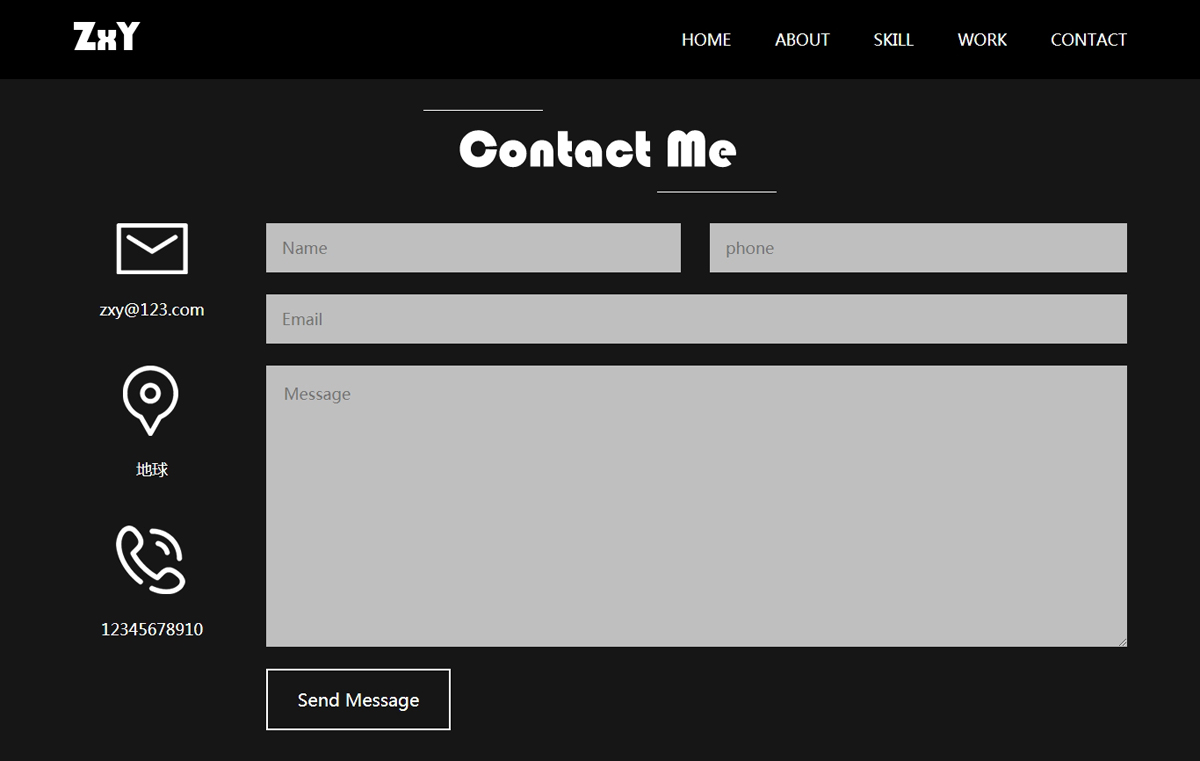 ZxY
HOME ABOUT SKILL WORK CONTACT
Contact Me
zxy@123.com
地球
12345678910
Name
phone
Email
Message
Send Message